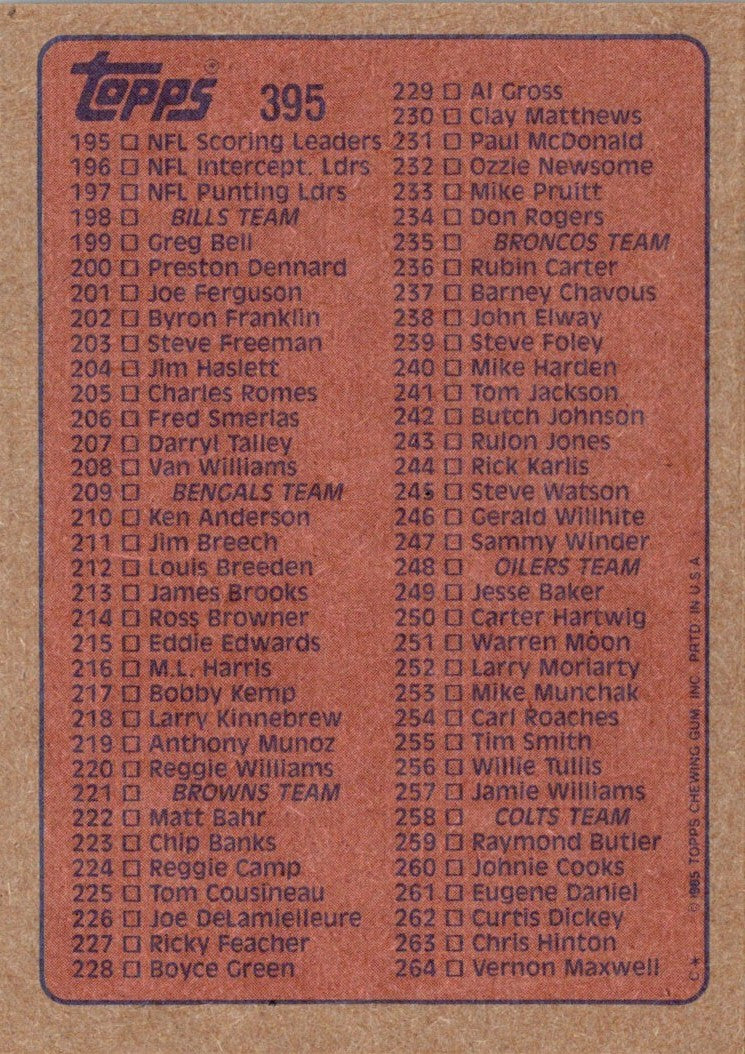 TOPPS® 395
195 □ NFL Scoring Leaders
196 □ NFL Intercept. Ldrs
197 □ NFL Punting Ldrs
198 □ BILLS TEAM
199 □ Greg Bell
200 □ Preston Dennard
201 □ Joe Ferguson
202 □ Byron Franklin
203 □ Steve Freeman
204 □ Jim Haslett
205 □ Charles Romes
206 □ Fred Smerlas
207 □ Darryl Talley
208 □ Van Williams
209 □ BENGALS TEAM
210 □ Ken Anderson
211 □ Jim Breech
212 □ Louis Breeden
213 □ James Brooks
214 □ Ross Browner
215 □ Eddie Edwards
216 □ M.L. Harris
217 □ Bobby Kemp
218 □ Larry Kinnebrew
219 □ Anthony Munoz
220 □ Reggie Williams
221 □ BROWNS TEAM
222 □ Matt Bahr
223 □ Chip Banks
224 □ Reggie Camp
225 □ Tom Cousineau
226 □ Joe DeLamielleure
227 □ Ricky Feacher
228 □ Boyce Green
229 □ Al Gross
230 □ Clay Matthews
231 □ Paul McDonald
232 □ Ozzie Newsome
233 □ Mike Pruitt
234 □ Don Rogers
235 □ BRONCOS TEAM
236 □ Rubin Carter
237 □ Barney Chavous
238 □ John Elway
239 □ Steve Foley
240 □ Mike Harden
241 □ Tom Jackson
242 □ Butch Johnson
243 □ Rulon Jones
244 □ Rick Karlis
245 □ Steve Watson
246 □ Gerald Willhite
247 □ Sammy Winder
248 □ OILERS TEAM
249 □ Jesse Baker
250 □ Carter Hartwig
251 □ Warren Moon
252 □ Larry Moriarty
253 □ Mike Munchak
254 □ Carl Roaches
255 □ Tim Smith
256 □ Willie Tullis
257 □ Jamie Williams
258 □ COLTS TEAM
259 □ Raymond Butler
260 □ Johnie Cooks
261 □ Eugene Daniel
262 □ Curtis Dickey
263 □ Chris Hinton
264 □ Vernon Maxwell
C* © 1985 TOPPS CHEWING GUM, INC. PRTD IN U.S.A.